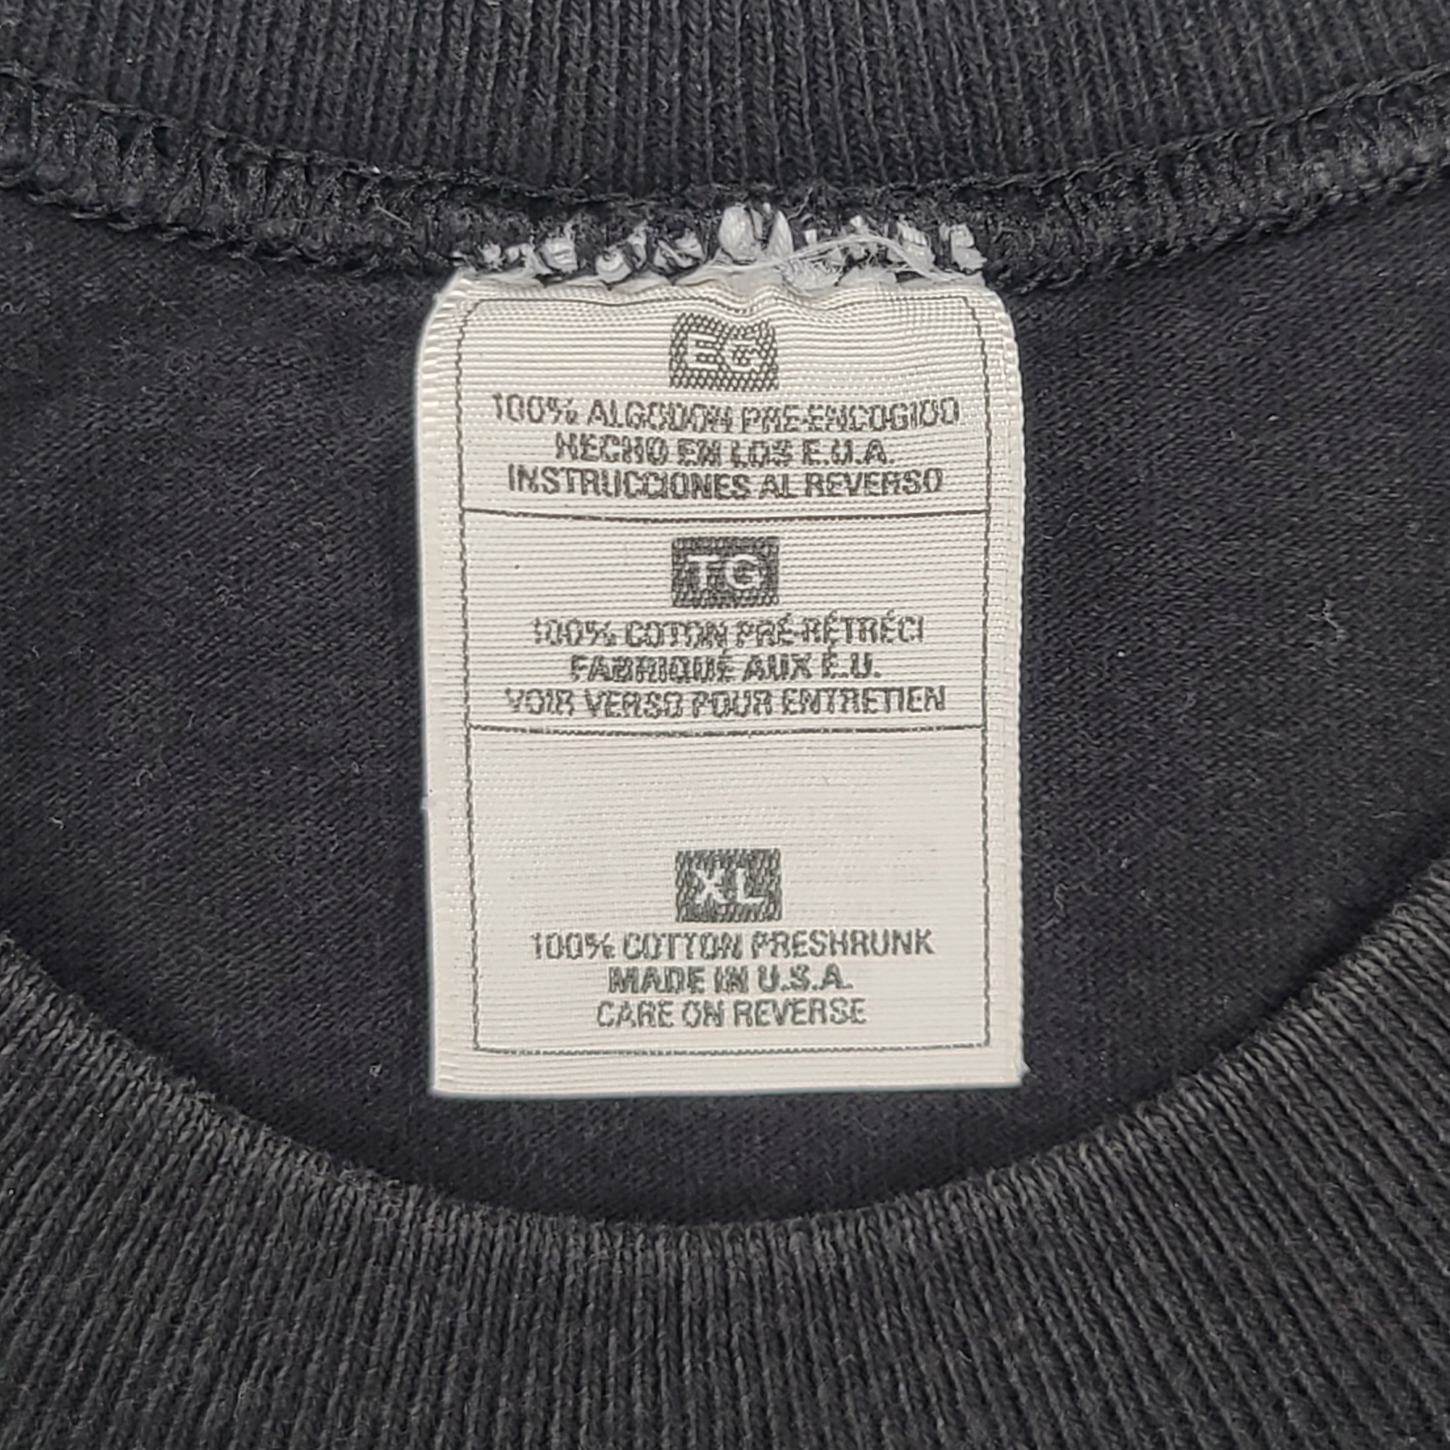 EG
100% ALGODON PRE-ENCOGIDO
HECHO EN LOS E.U.A.
INSTRUCCIONES AL REVERSO
TG
100% COTON PRÉ-RÉTRÉCI
FABRIQUÉ AUX É.U.
VOIR VERSO POUR ENTRETIEN
XL
100% COTTON PRESHRUNK
MADE IN U.S.A.
CARE ON REVERSE